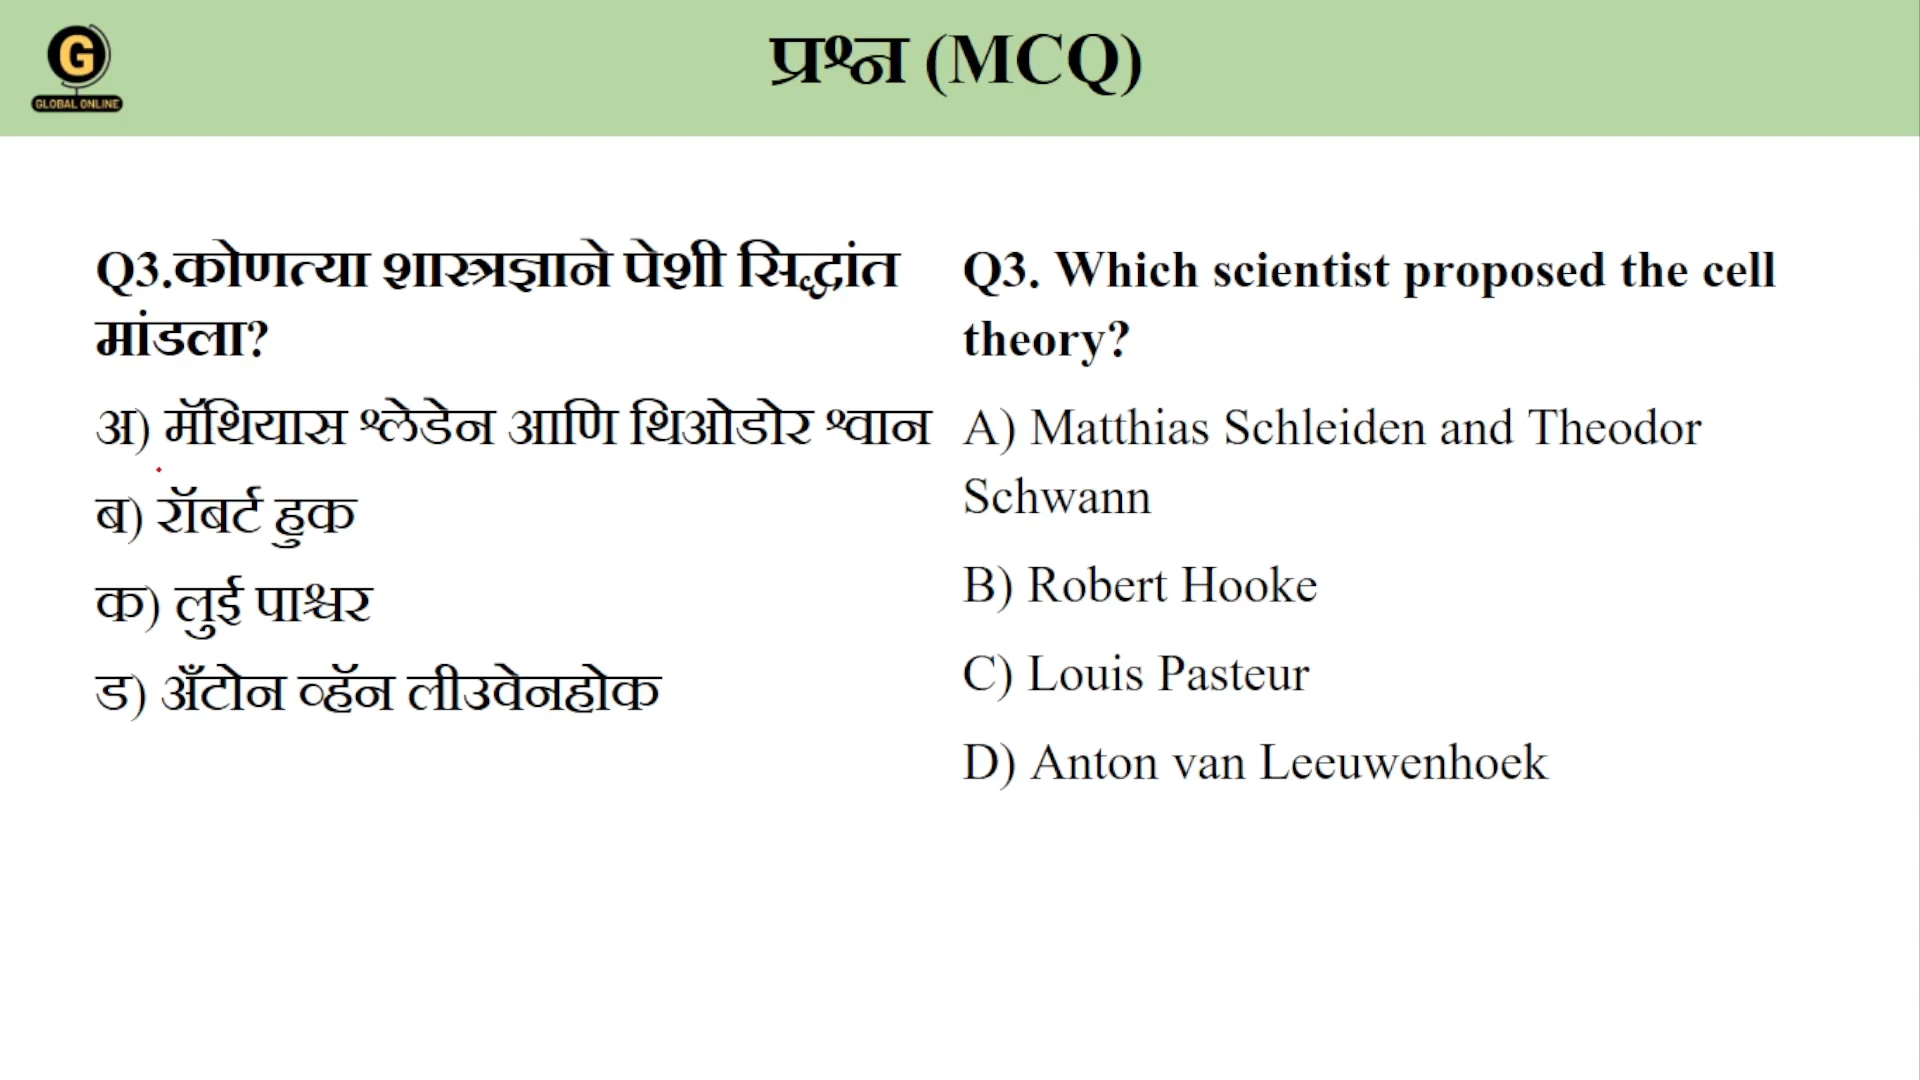 G
GLOBAL ONLINE
प्रश्न (MCQ)
Q3.कोणत्या शास्त्रज्ञाने पेशी सिद्धांत
मांडला?
अ) मॅथियास श्लेडेन आणि थिओडोर श्वान
ब) रॉबर्ट हुक
क) लुई पाश्चर
ड) अँटोन व्हॅन लीउवेनहोक
Q3. Which scientist proposed the cell
theory?
A) Matthias Schleiden and Theodor
Schwann
B) Robert Hooke
C) Louis Pasteur
D) Anton van Leeuwenhoek